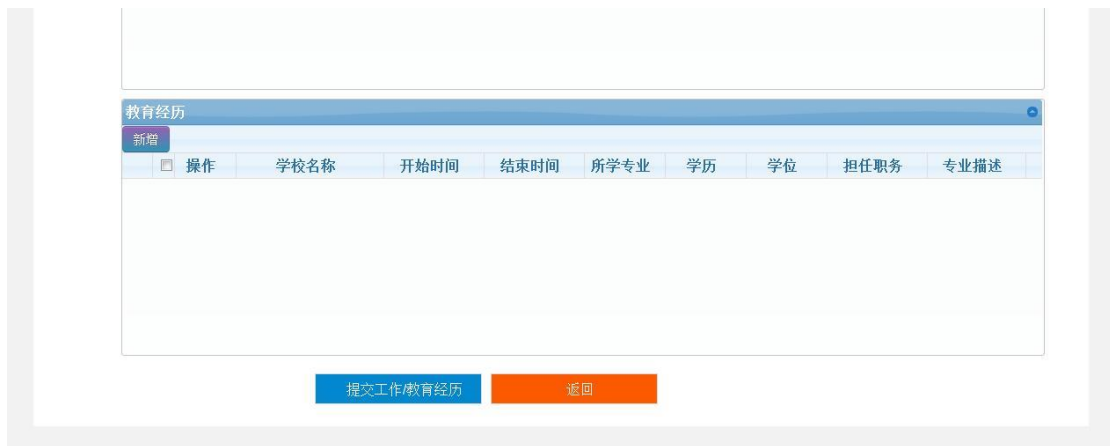 教育经历
新增
操作 学校名称 开始时间 结束时间 所学专业 学历 学位 担任职务 专业描述
提交工作/教育经历 返回